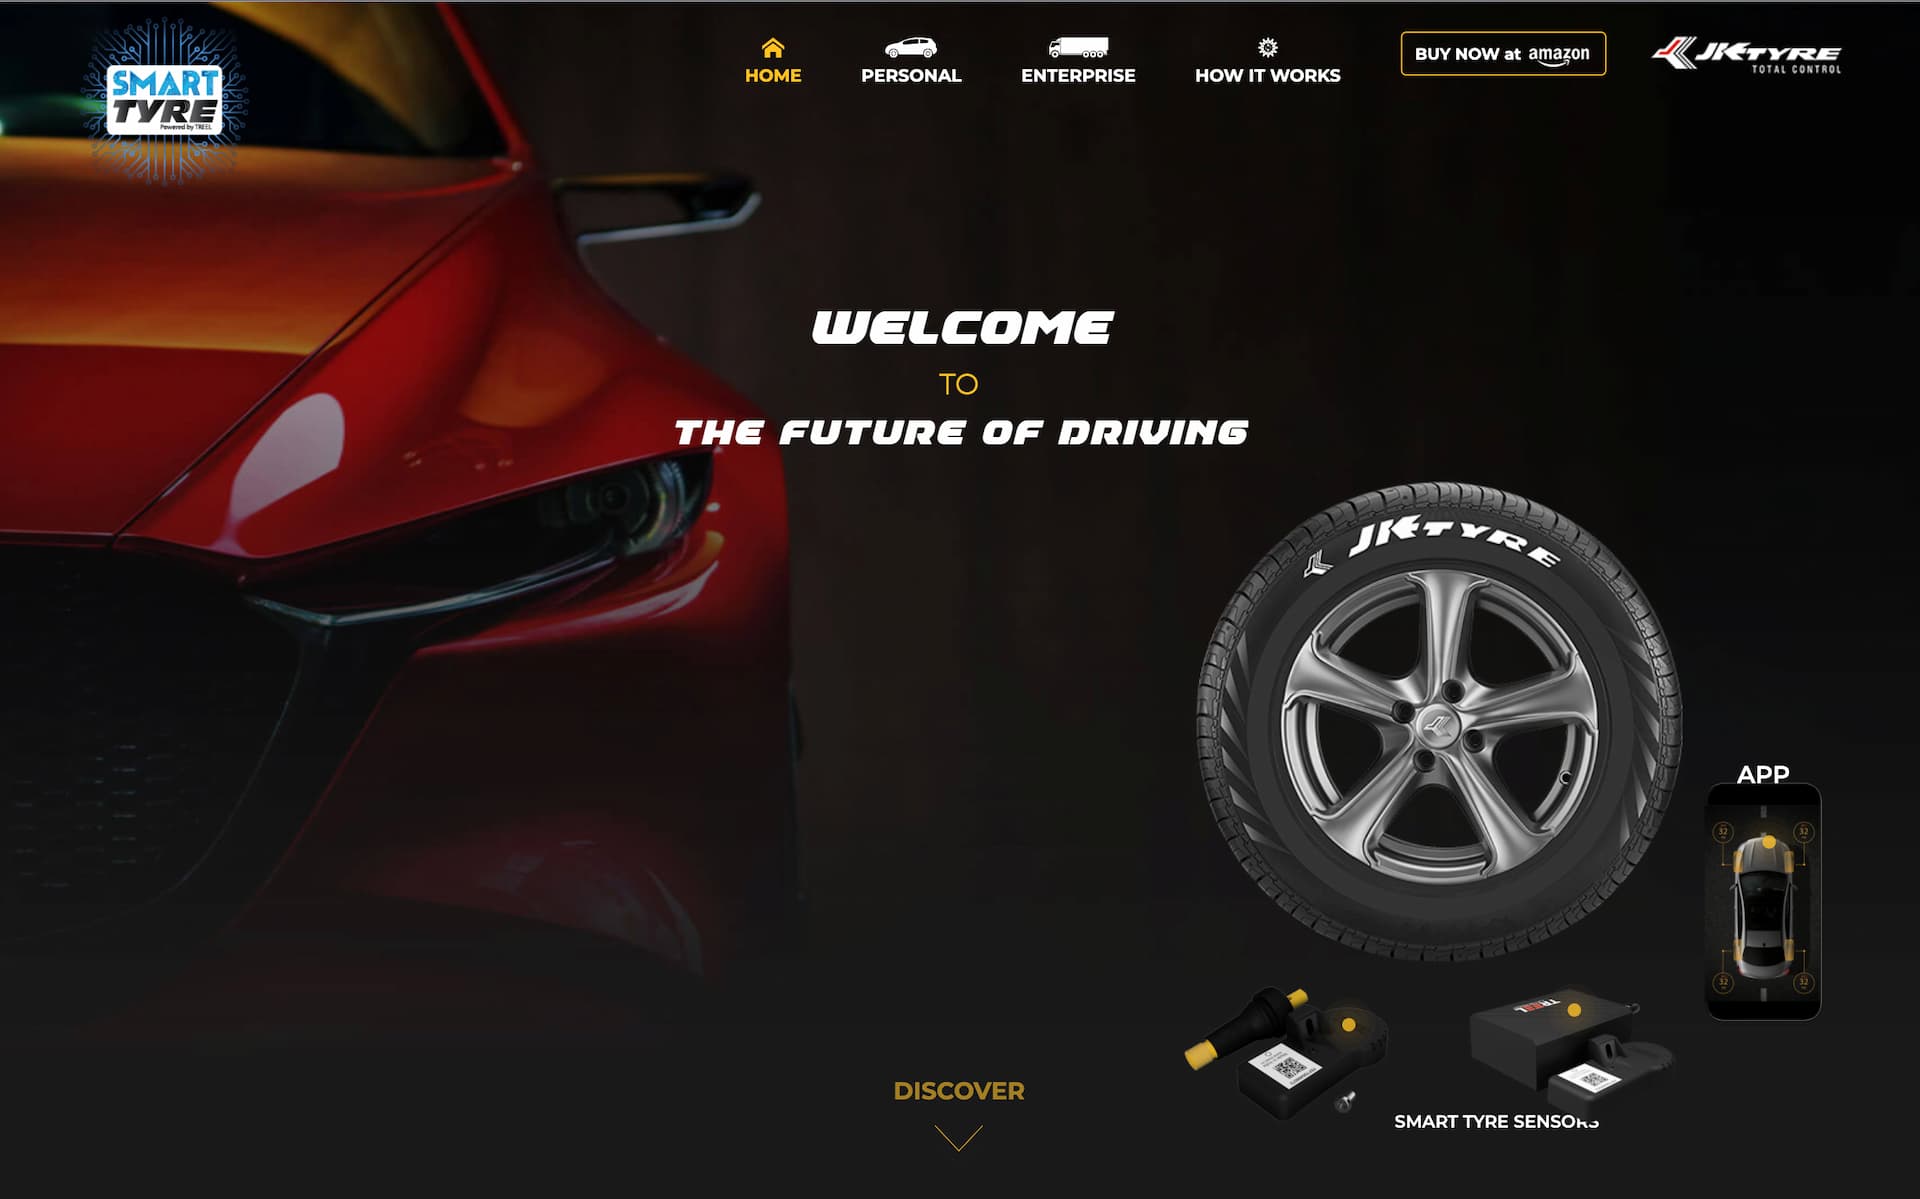 SMART
TYRE
Powered by TREEL
HOME
PERSONAL
ENTERPRISE
HOW IT WORKS
BUY NOW at amazon
JK TYRE
TOTAL CONTROL
WELCOME
TO
THE FUTURE OF DRIVING
JK TYRE
APP
32
32
32
32
TREEL
SMART TYRE SENSORS
DISCOVER